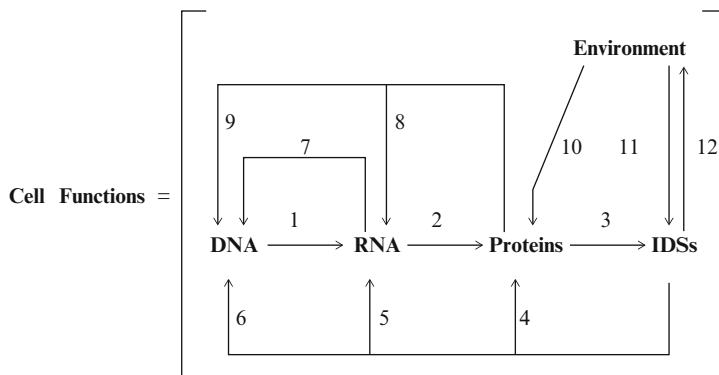 Environment
9
8
10
11
12
7
Cell Functions =
1
2
3
DNA
RNA
Proteins
IDSs
6
5
4